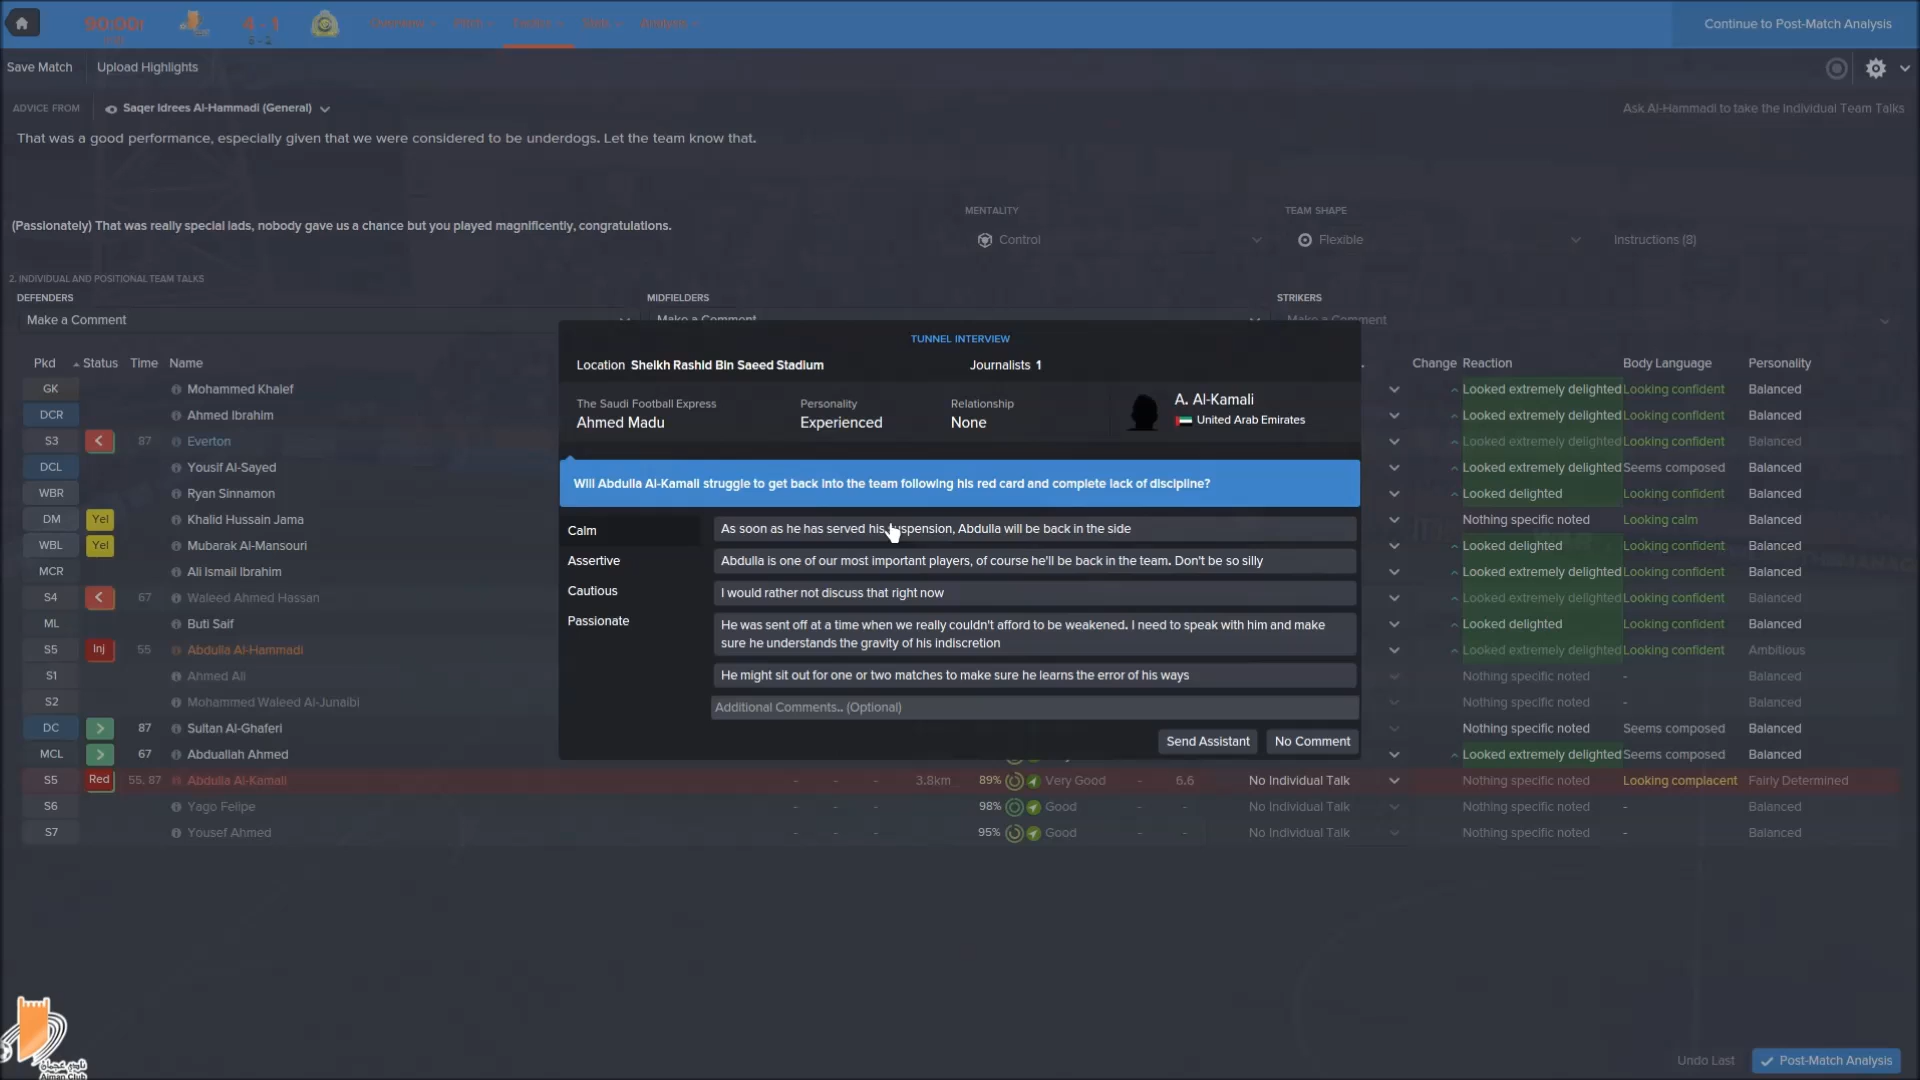 90:00
4 - 1
Continue to Post-Match Analysis
Save Match
Upload Highlights
ADVICE FROM
Saqer Idrees Al-Hammadi (General)
Ask Al-Hammadi to take the Individual Team Talks
That was a good performance, especially given that we were considered to be underdogs. Let the team know that.
(Passionately) That was really special lads, nobody gave us a chance but you played magnificently, congratulations.
MENTALITY
Control
TEAM SHAPE
Flexible
Instructions (8)
2. INDIVIDUAL AND POSITIONAL TEAM TALKS
DEFENDERS
Make a Comment
MIDFIELDERS
Make a Comment
STRIKERS
Make a Comment
TUNNEL INTERVIEW
Location Sheikh Rashid Bin Saeed Stadium
Journalists 1
The Saudi Football Express
Ahmed Madu
Personality
Experienced
Relationship
None
A. Al-Kamali
United Arab Emirates
Will Abdulla Al-Kamali struggle to get back into the team following his red card and complete lack of discipline?
Calm
Assertive
Cautious
Passionate
As soon as he has served his suspension, Abdulla will be back in the side
Abdulla is one of our most important players, of course he'll be back in the team. Don't be so silly
I would rather not discuss that right now
He was sent off at a time when we really couldn't afford to be weakened. I need to speak with him and make
sure he understands the gravity of his indiscretion
He might sit out for one or two matches to make sure he learns the error of his ways
Additional Comments.. (Optional)
Send Assistant
No Comment
Pkd Status Time Name Change Reaction Body Language Personality
GK Mohammed Khalef Looked extremely delighted Looking confident Balanced
DCR Ahmed Ibrahim Looked extremely delighted Looking confident Balanced
S3 87 Everton Looked extremely delighted Looking confident Balanced
DCL Yousif Al-Sayed Looked extremely delighted Seems composed Balanced
WBR Ryan Sinnamon Looked delighted Looking confident Balanced
DM Yel Khalid Hussain Jama Nothing specific noted Looking calm Balanced
WBL Yel Mubarak Al-Mansouri Looked delighted Looking confident Balanced
MCR Ali Ismail Ibrahim Looked extremely delighted Looking confident Balanced
S4 67 Waleed Ahmed Hassan Looked extremely delighted Looking confident Balanced
ML Buti Saif Looked delighted Looking confident Balanced
S5 Inj 55 Abdulla Al-Hammadi Looked extremely delighted Looking confident Ambitious
S1 Ahmed Ali Nothing specific noted - Balanced
S2 Mohammed Waleed Al-Junaibi Nothing specific noted - Balanced
DC 87 Sultan Al-Ghaferi Nothing specific noted Seems composed Balanced
MCL 67 Abduallah Ahmed Looked extremely delighted Seems composed Balanced
S5 Red 55, 87 Abdulla Al-Kamali - - - 3.8km 89% Very Good - 6.6 No Individual Talk Nothing specific noted Looking complacent Fairly Determined
S6 Yago Felipe - - - 98% Good - - No Individual Talk Nothing specific noted - Balanced
S7 Yousef Ahmed - - - 95% Good - - No Individual Talk Nothing specific noted - Balanced
Ajman Club
Undo Last
Post-Match Analysis